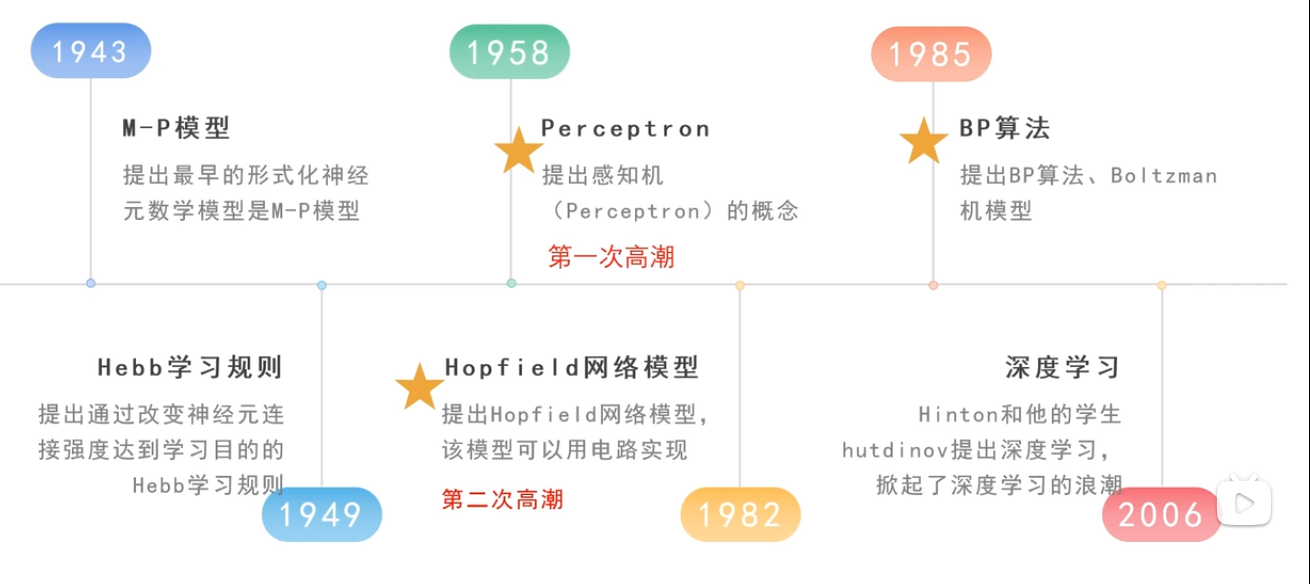 1943
M-P模型
提出最早的形式化神经
元数学模型是M-P模型
1958
Perceptron
提出感知机
（Perceptron）的概念
第一次高潮
1985
BP算法
提出BP算法、Boltzman
机模型
Hebb学习规则
提出通过改变神经元连
接强度达到学习目的的
Hebb学习规则
1949
Hopfield网络模型
提出Hopfield网络模型，
该模型可以用电路实现
第二次高潮
1982
深度学习
Hinton和他的学生
hutdinov提出深度学习，
掀起了深度学习的浪潮
2006